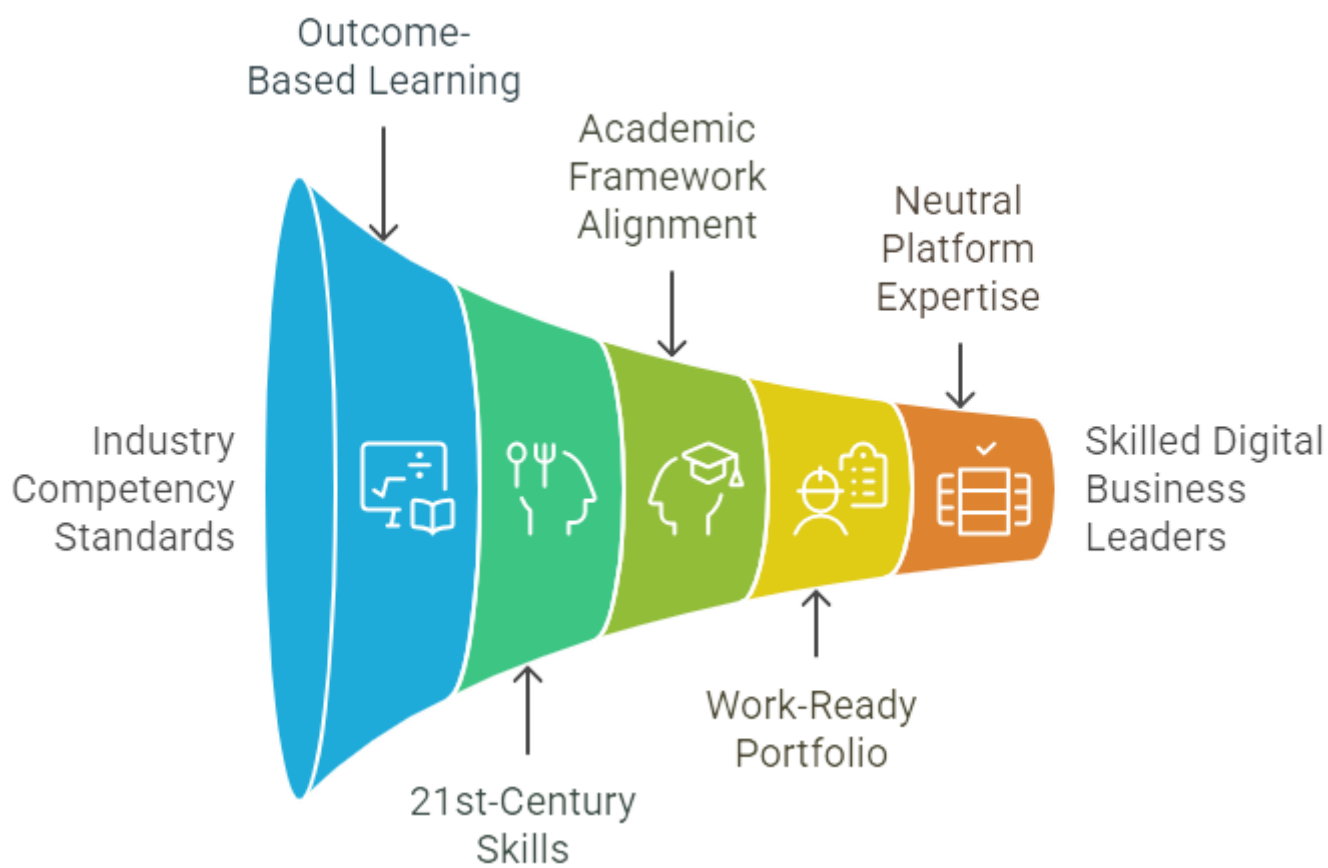 Outcome-
Based Learning
Academic
Framework
Alignment
Neutral
Platform
Expertise
Industry
Competency
Standards
Skilled Digital
Business
Leaders
Work-Ready
Portfolio
21st-Century
Skills